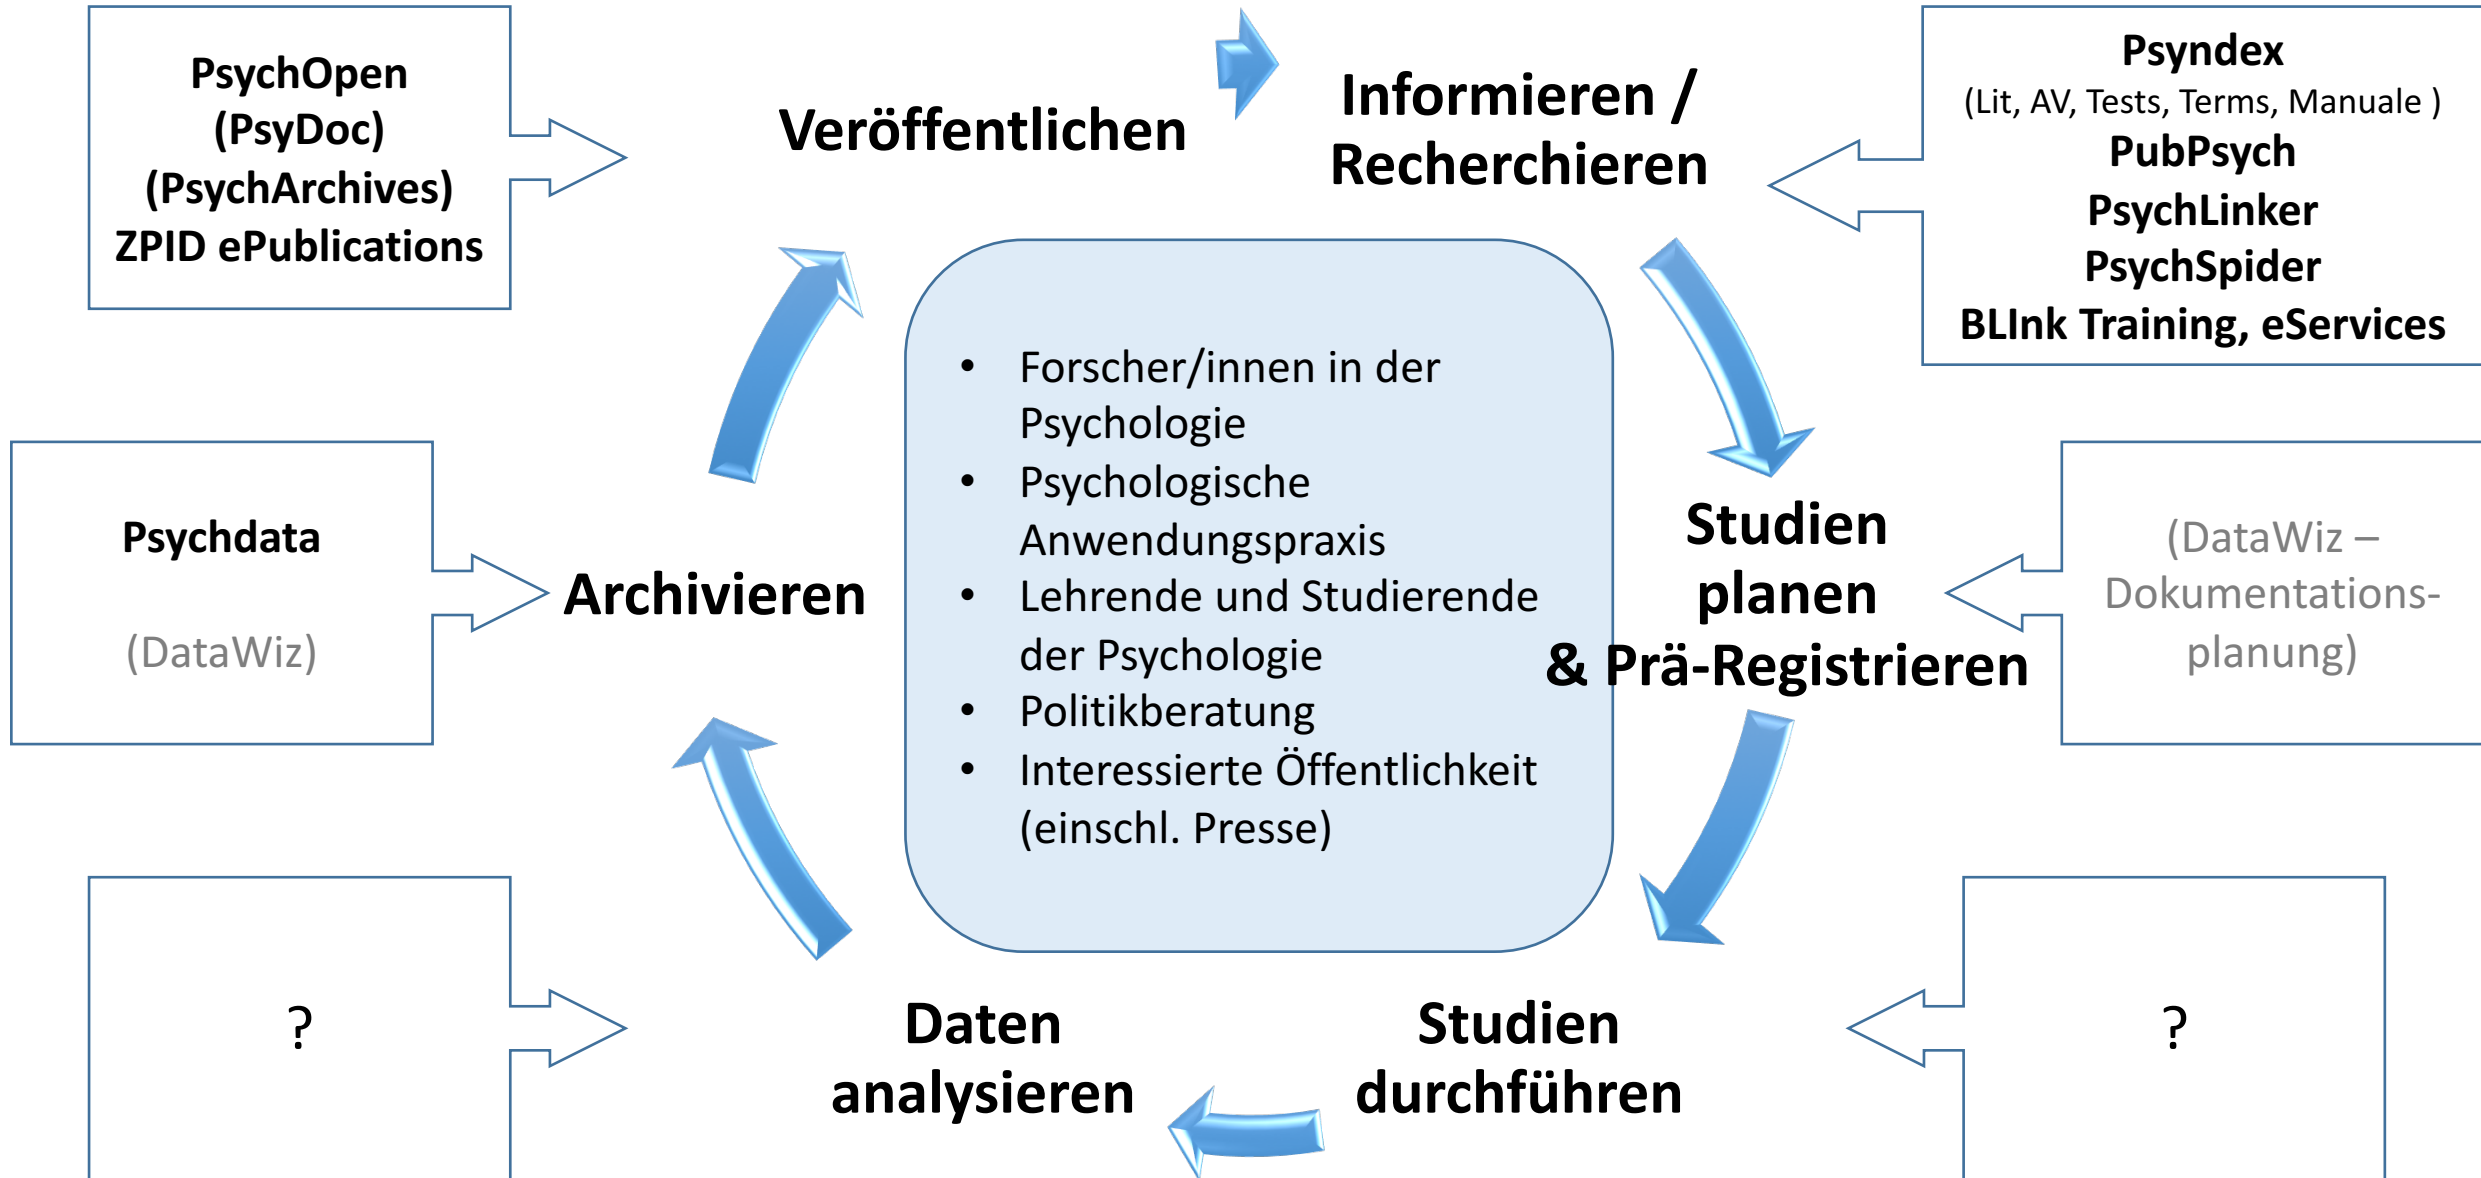 PsychOpen
(PsyDoc)
(PsychArchives)
ZPID ePublications
Veröffentlichen
Informieren /
Recherchieren
Psyndex
(Lit, AV, Tests, Terms, Manuale )
PubPsych
PsychLinker
PsychSpider
BLInk Training, eServices
• Forscher/innen in der
Psychologie
• Psychologische
Anwendungspraxis
• Lehrende und Studierende
der Psychologie
• Politikberatung
• Interessierte Öffentlichkeit
(einschl. Presse)
Psychdata
(DataWiz)
Archivieren
Studien
planen
& Prä-Registrieren
(DataWiz –
Dokumentations-
planung)
?
Daten
analysieren
Studien
durchführen
?